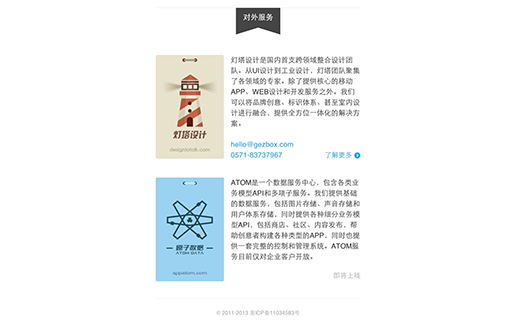 对外服务
灯塔设计是国内首支跨领域整合设计团
队。从UI设计到工业设计，灯塔团队聚集
了各领域的专家。除了提供核心的移动
APP、WEB设计和开发服务之外。我们
可以将品牌创意、标识体系、甚至室内设
计进行融合，提供全方位一体化的解决方
案。
灯塔设计
hello@gezbox.com
0571-83737967
了解更多
ATOM是一个数据服务中心，包含各类业
务模型API和多项子服务。我们提供基础
的数据服务，包括图片存储、声音存储和
用户体系存储，同时提供各种细分业务模
型API，包括商店、社区、内容发布，帮
助创意者构建各种类型的APP，同时也提
供一套完整的控制和管理系统。ATOM服
务目前仅对企业客户开放。
原子数据
ATOM DATA
appatom.com
即将上线
© 2011-2013 浙ICP备11034583号